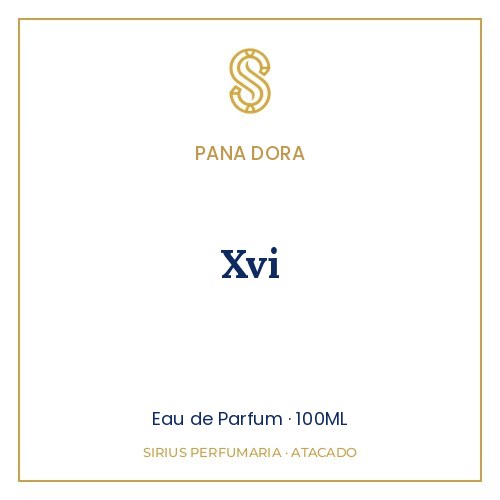 PANA DORA
Xvi
Eau de Parfum · 100ML
SIRIUS PERFUMARIA · ATACADO